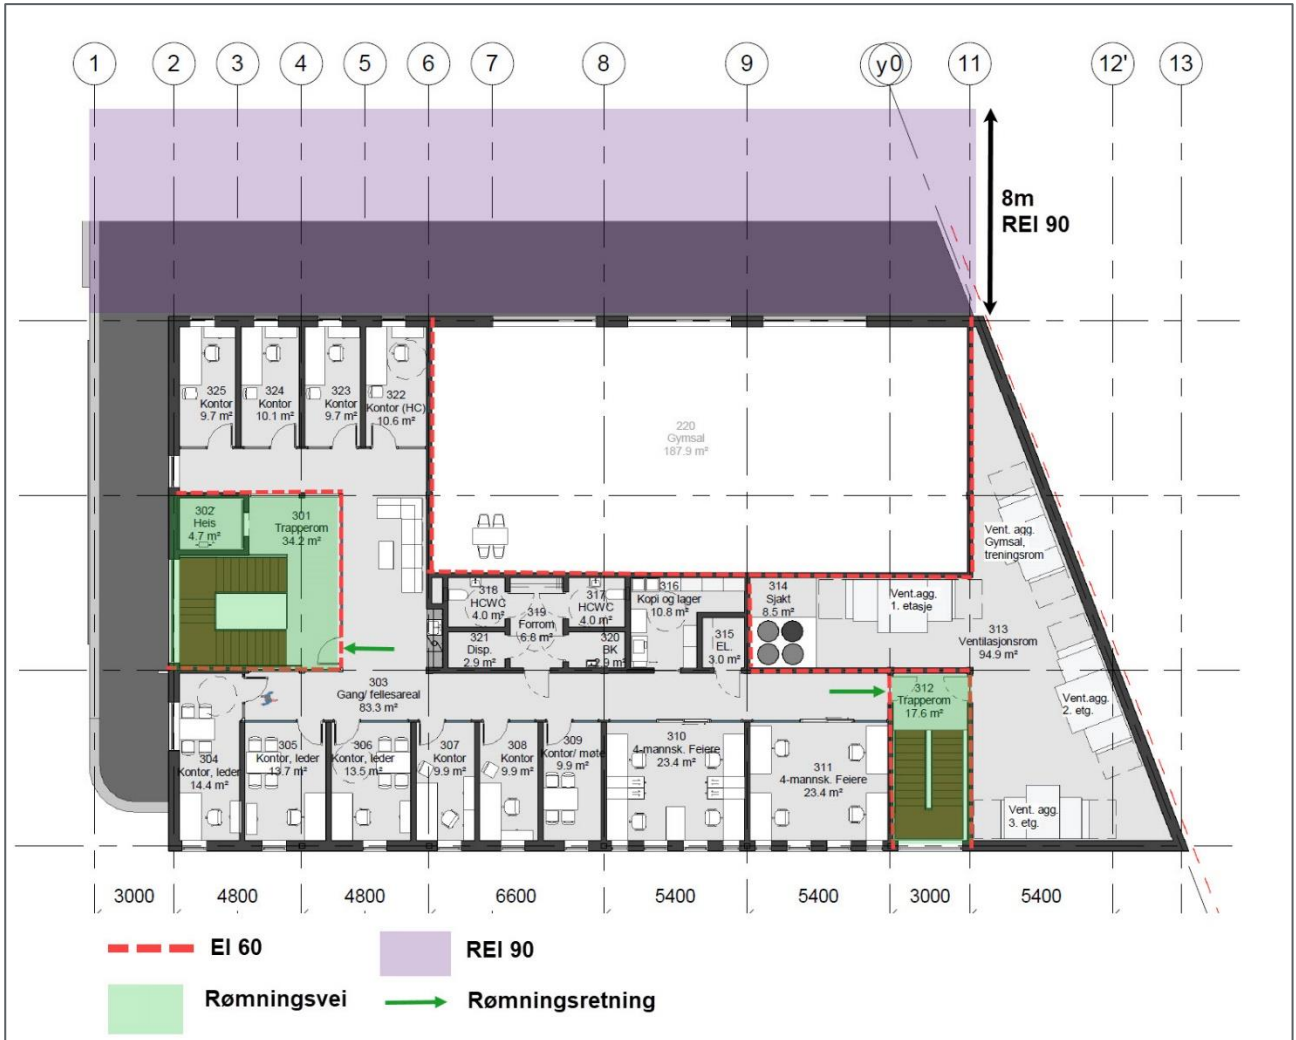 1 2 3 4 5 6 7 8 9 y 0 11 12' 13
8m
REI 90
325
Kontor
9.7 m²
324
Kontor
10.1 m²
323
Kontor
9.7 m²
322
Kontor (HC)
10.6 m²
220
Gymsal
187.9 m²
302
Heis
4.7 m²
301
Trapperom
34.2 m²
Vent. agg.
Gymsal,
treningsrom
318
HCWC
4.0 m²
319
Forrom
6.8 m²
317
HCWC
4.0 m²
316
Kopi og lager
10.8 m²
314
Sjakt
8.5 m²
Vent.agg.
1. etasje
313
Ventilasjonsrom
94.9 m²
321
Disp.
2.9 m²
320
BK
2.9 m²
315
EL.
3.0 m²
303
Gang/ fellesareal
83.3 m²
312
Trapperom
17.6 m²
Vent.agg.
2. etg.
304
Kontor, leder
14.4 m²
305
Kontor, leder
13.7 m²
306
Kontor, leder
13.5 m²
307
Kontor
9.9 m²
308
Kontor
9.9 m²
309
Kontor/ møte
9.9 m²
310
4-mannsk. Feiere
23.4 m²
311
4-mannsk. Feiere
23.4 m²
Vent. agg.
3. etg.
3000 4800 4800 6600 5400 5400 3000 5400
EI 60
REI 90
Rømningsvei
Rømningsretning